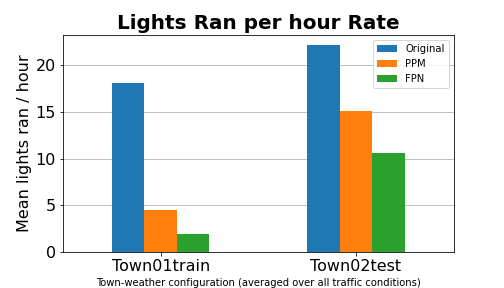 Lights Ran per hour Rate
Mean lights ran / hour
20
15
10
5
0
Original
PPM
FPN
Town01train
Town02test
Town-weather configuration (averaged over all traffic conditions)